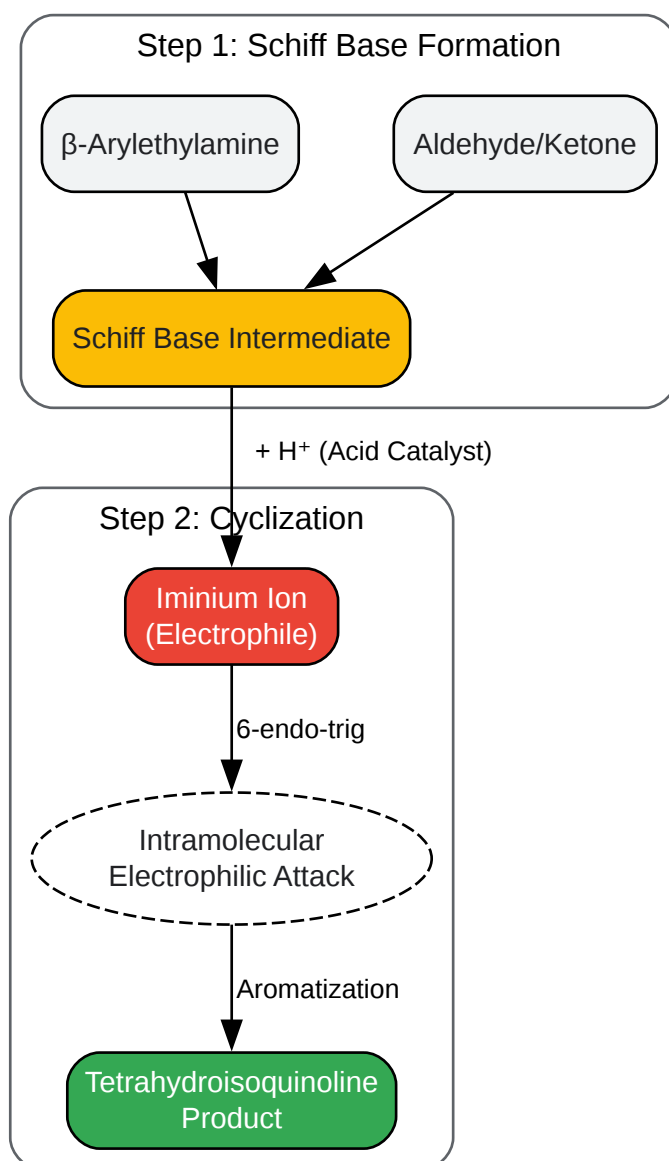 Step 1: Schiff Base Formation
β-Arylethylamine
Aldehyde/Ketone
Schiff Base Intermediate
+ H⁺ (Acid Catalyst)
Step 2: Cyclization
Iminium Ion
(Electrophile)
6-endo-trig
Intramolecular
Electrophilic Attack
Aromatization
Tetrahydroisoquinoline
Product